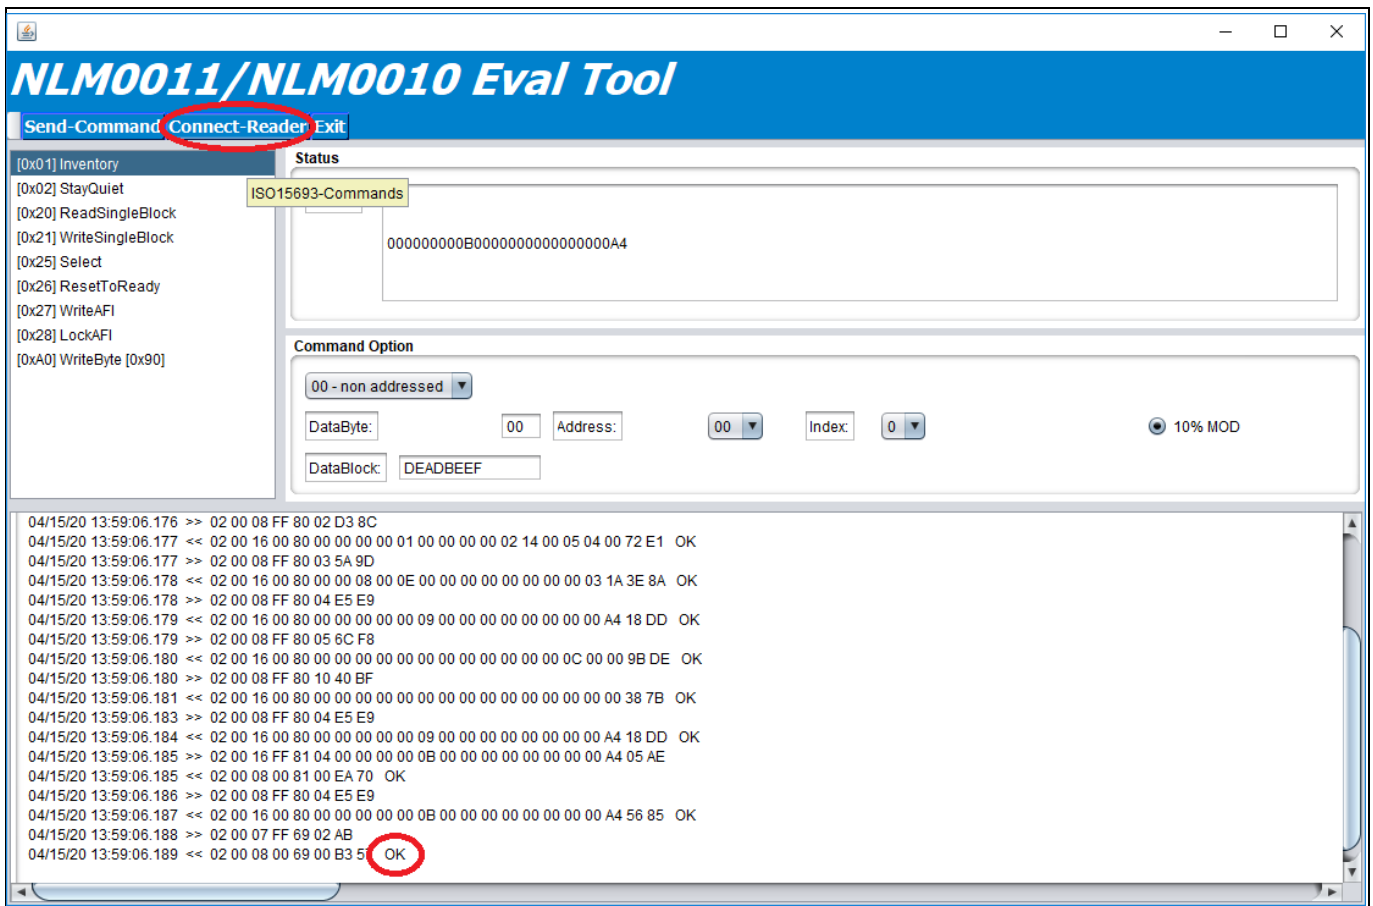 NLM0011/NLM0010 Eval Tool
Send-Command Connect-Reader Exit
[0x01] Inventory
[0x02] StayQuiet
[0x20] ReadSingleBlock
[0x21] WriteSingleBlock
[0x25] Select
[0x26] ResetToReady
[0x27] WriteAFI
[0x28] LockAFI
[0xA0] WriteByte [0x90]
ISO15693-Commands
Status
000000000B0000000000000000A4
Command Option
00 - non addressed
DataByte: 00 Address: 00 Index: 0 10% MOD
DataBlock: DEADBEEF
04/15/20 13:59:06.176 >> 02 00 08 FF 80 02 D3 8C
04/15/20 13:59:06.177 << 02 00 16 00 80 00 00 00 00 01 00 00 00 00 02 14 00 05 04 00 72 E1 OK
04/15/20 13:59:06.177 >> 02 00 08 FF 80 03 5A 9D
04/15/20 13:59:06.178 << 02 00 16 00 80 00 00 08 00 0E 00 00 00 00 00 00 00 00 03 1A 3E 8A OK
04/15/20 13:59:06.178 >> 02 00 08 FF 80 04 E5 E9
04/15/20 13:59:06.179 << 02 00 16 00 80 00 00 00 00 00 09 00 00 00 00 00 00 00 00 A4 18 DD OK
04/15/20 13:59:06.179 >> 02 00 08 FF 80 05 6C F8
04/15/20 13:59:06.180 << 02 00 16 00 80 00 00 00 00 00 00 00 00 00 00 00 00 0C 00 00 9B DE OK
04/15/20 13:59:06.180 >> 02 00 08 FF 80 10 40 BF
04/15/20 13:59:06.181 << 02 00 16 00 80 00 00 00 00 00 00 00 00 00 00 00 00 00 00 00 38 7B OK
04/15/20 13:59:06.183 >> 02 00 08 FF 80 04 E5 E9
04/15/20 13:59:06.184 << 02 00 16 00 80 00 00 00 00 00 09 00 00 00 00 00 00 00 00 A4 18 DD OK
04/15/20 13:59:06.185 >> 02 00 16 FF 81 04 00 00 00 00 0B 00 00 00 00 00 00 00 00 A4 05 AE
04/15/20 13:59:06.185 << 02 00 08 00 81 00 EA 70 OK
04/15/20 13:59:06.186 >> 02 00 08 FF 80 04 E5 E9
04/15/20 13:59:06.187 << 02 00 16 00 80 00 00 00 00 00 0B 00 00 00 00 00 00 00 00 A4 56 85 OK
04/15/20 13:59:06.188 >> 02 00 07 FF 69 02 AB
04/15/20 13:59:06.189 << 02 00 08 00 69 00 B3 OK